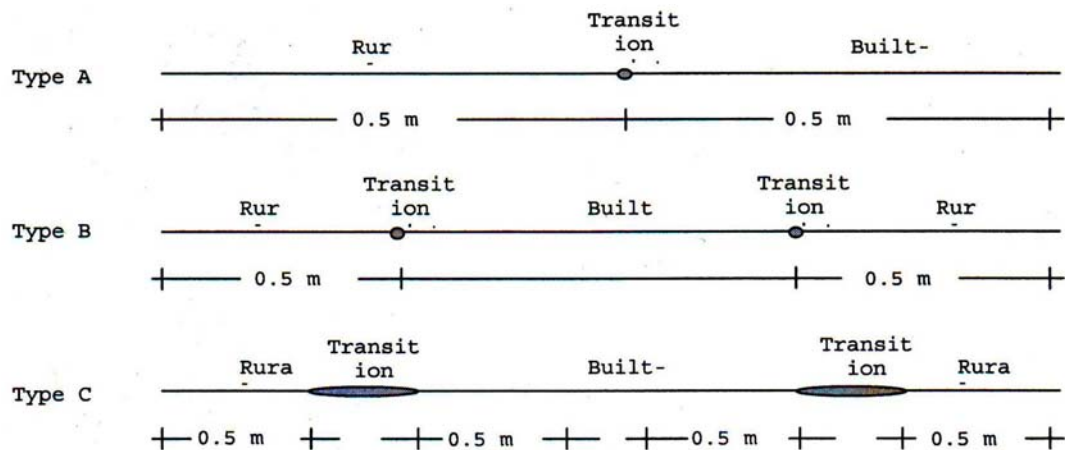 Transit
ion
Rur
Built-
Type A
0.5 m
0.5 m
Transit
ion
Transit
ion
Rur
Built
Rur
Type B
0.5 m
0.5 m
Transit
ion
Transit
ion
Rura
Built-
Rura
Type C
0.5 m
0.5 m
0.5 m
0.5 m